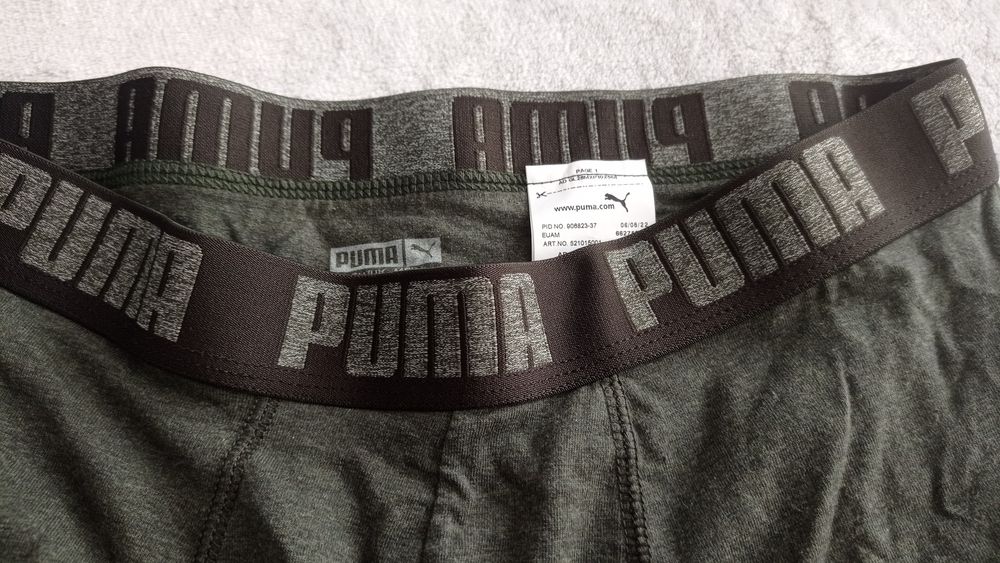 PUMA PUMA PUMA PUMA
PAGE 1
www.puma.com
PID NO. 906823-37 06/06/22
EUAM
ART.NO. 521015001
PUMA
PUMA PUMA PUMA P